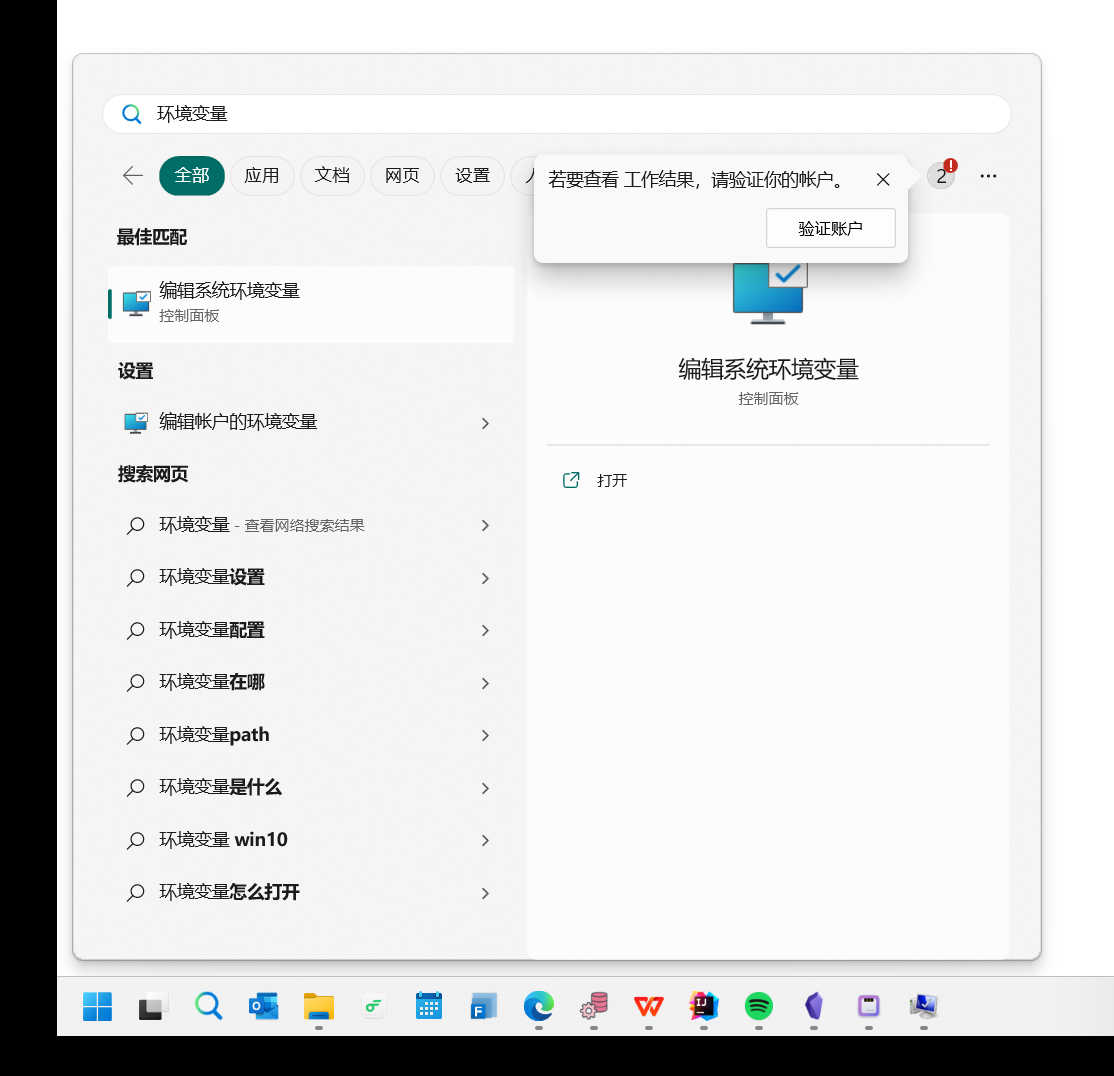 环境变量
全部
应用
文档
网页
设置
若要查看 工作结果，请验证你的帐户。
验证账户
2
最佳匹配
编辑系统环境变量
控制面板
设置
编辑帐户的环境变量
搜索网页
环境变量 - 查看网络搜索结果
环境变量设置
环境变量配置
环境变量在哪
环境变量path
环境变量是什么
环境变量 win10
环境变量怎么打开
编辑系统环境变量
控制面板
打开